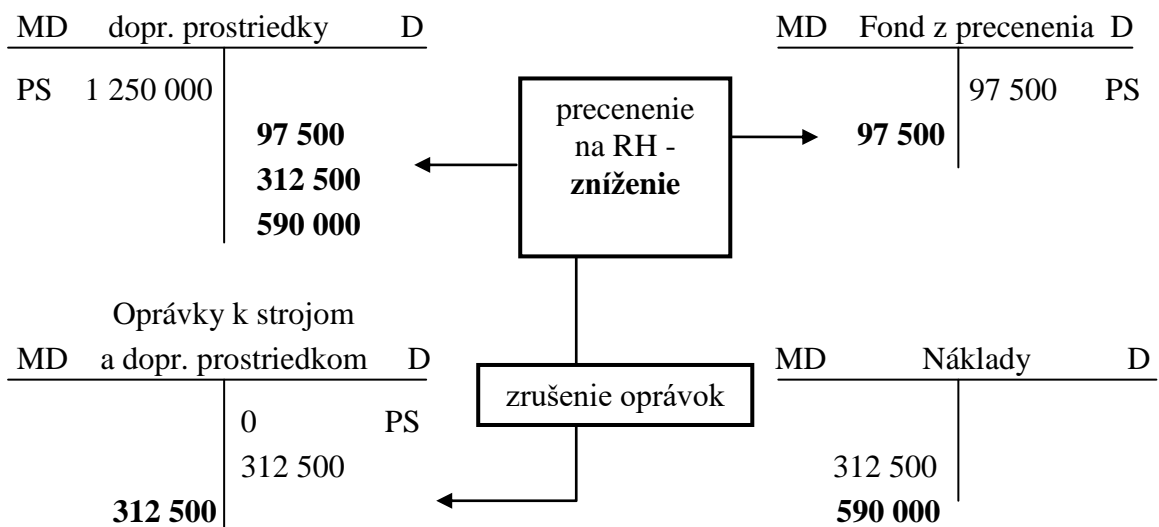 MD dopr. prostriedky D
PS 1 250 000
97 500
312 500
590 000
precenenie
na RH -
zníženie
MD Fond z precenenia D
97 500 PS
97 500
Oprávky k strojom
MD a dopr. prostriedkom D
0 PS
312 500
312 500
zrušenie oprávok
MD Náklady D
312 500
590 000